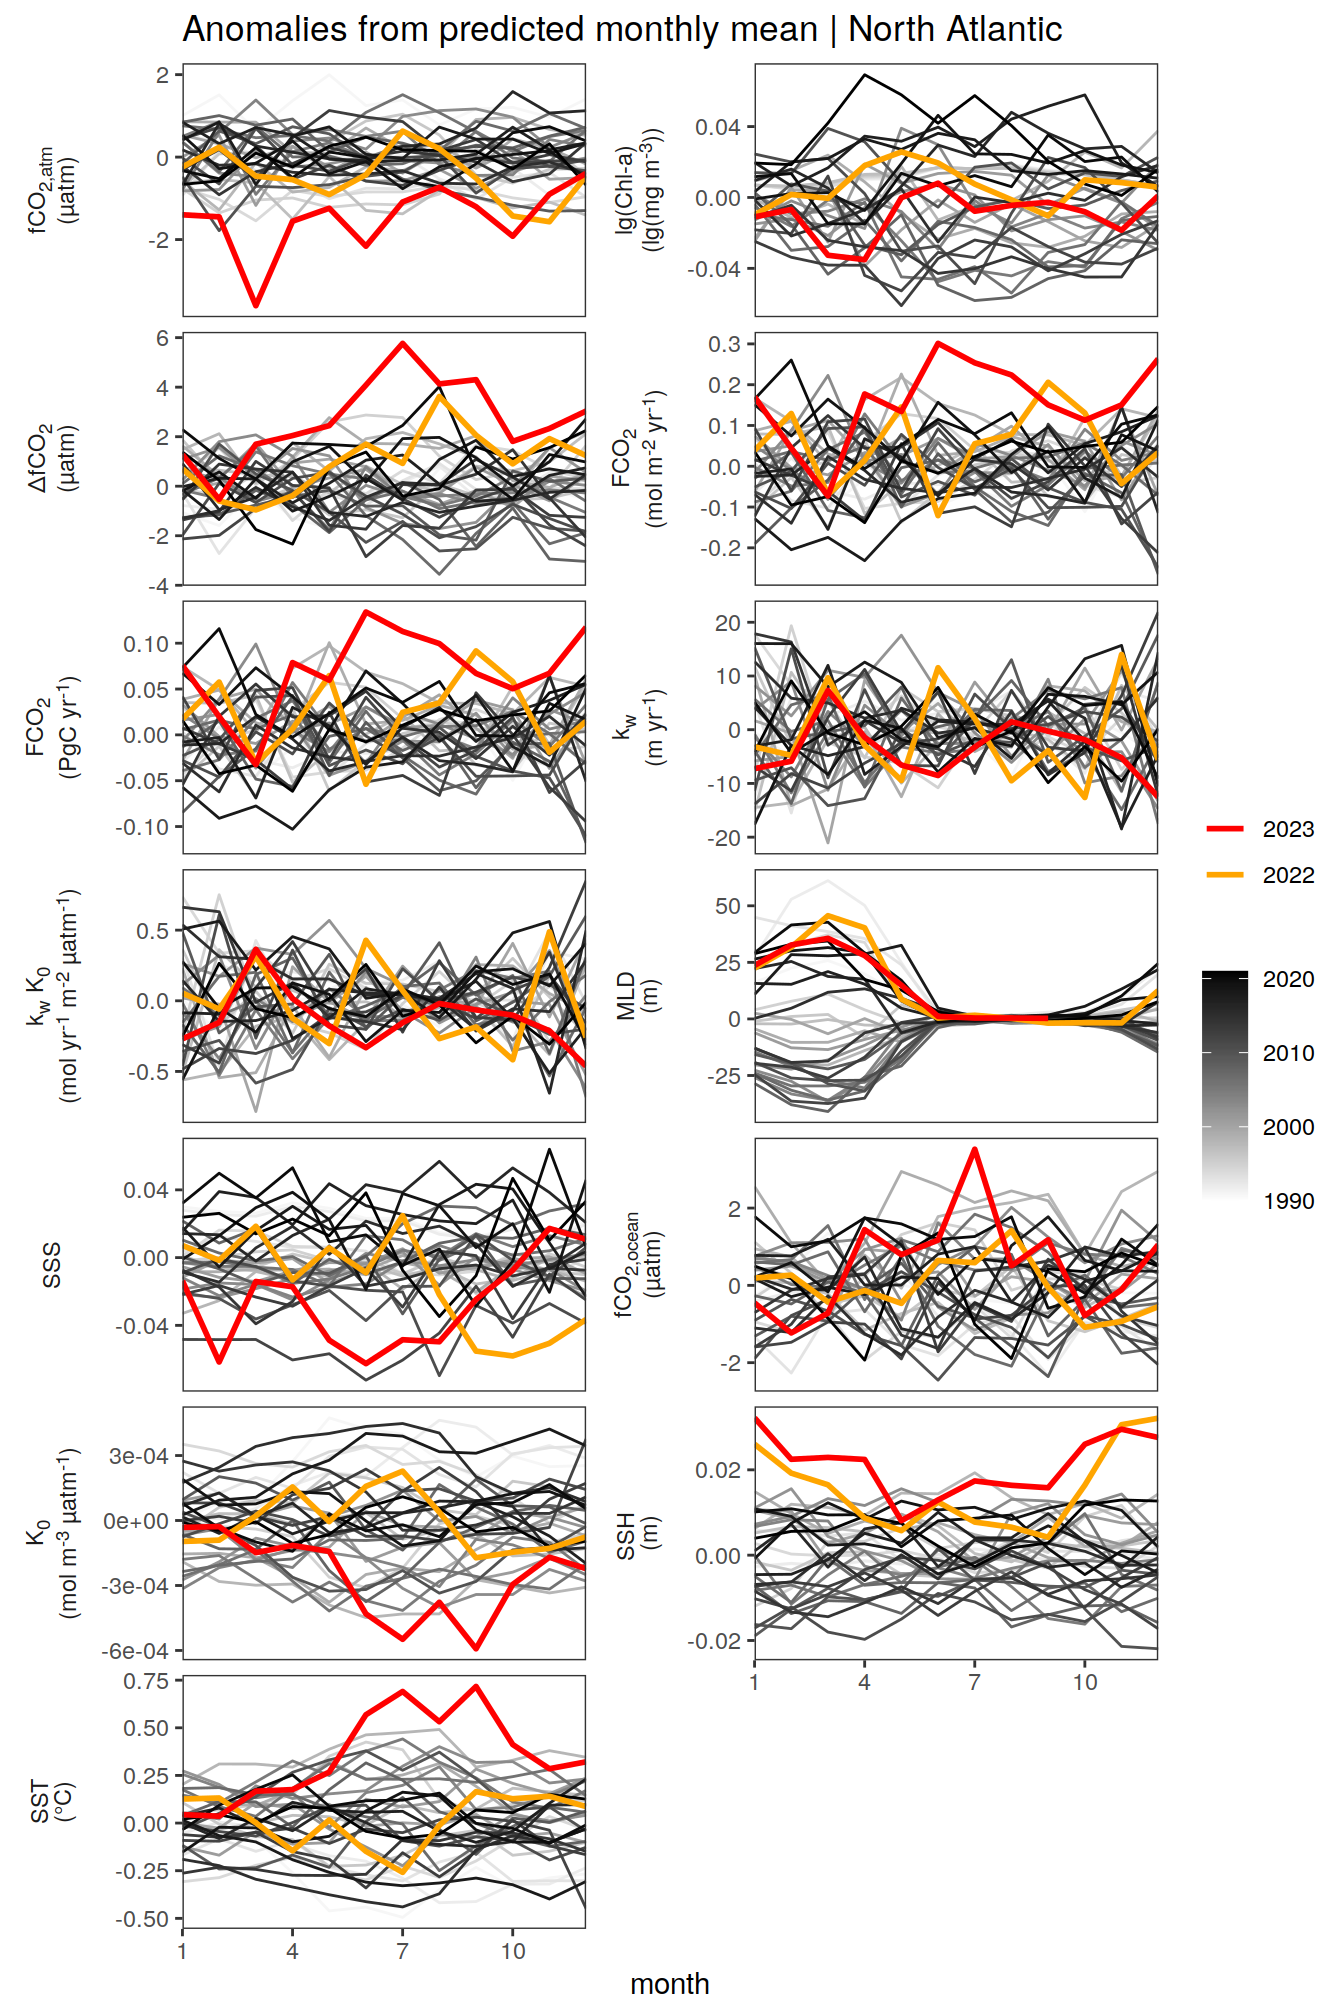 Anomalies from predicted monthly mean | North Atlantic
fCO2,atm
(µatm)
2
0
-2
lg(Chl-a)
(lg(mg m-3))
0.04
0.00
-0.04
ΔfCO2
(µatm)
6
4
2
0
-2
-4
FCO2
(mol m-2 yr-1)
0.3
0.2
0.1
0.0
-0.1
-0.2
FCO2
(PgC yr-1)
0.10
0.05
0.00
-0.05
-0.10
kw
(m yr-1)
20
10
0
-10
-20
kw K0
(mol yr-1 m-2 µatm-1)
0.5
0.0
-0.5
MLD
(m)
50
25
0
-25
SSS
0.04
0.00
-0.04
fCO2,ocean
(µatm)
2
0
-2
K0
(mol m-3 µatm-1)
3e-04
0e+00
-3e-04
-6e-04
SSH
(m)
0.02
0.00
-0.02
1 4 7 10
SST
(°C)
0.75
0.50
0.25
0.00
-0.25
-0.50
1 4 7 10
month
2023
2022
2020
2010
2000
1990